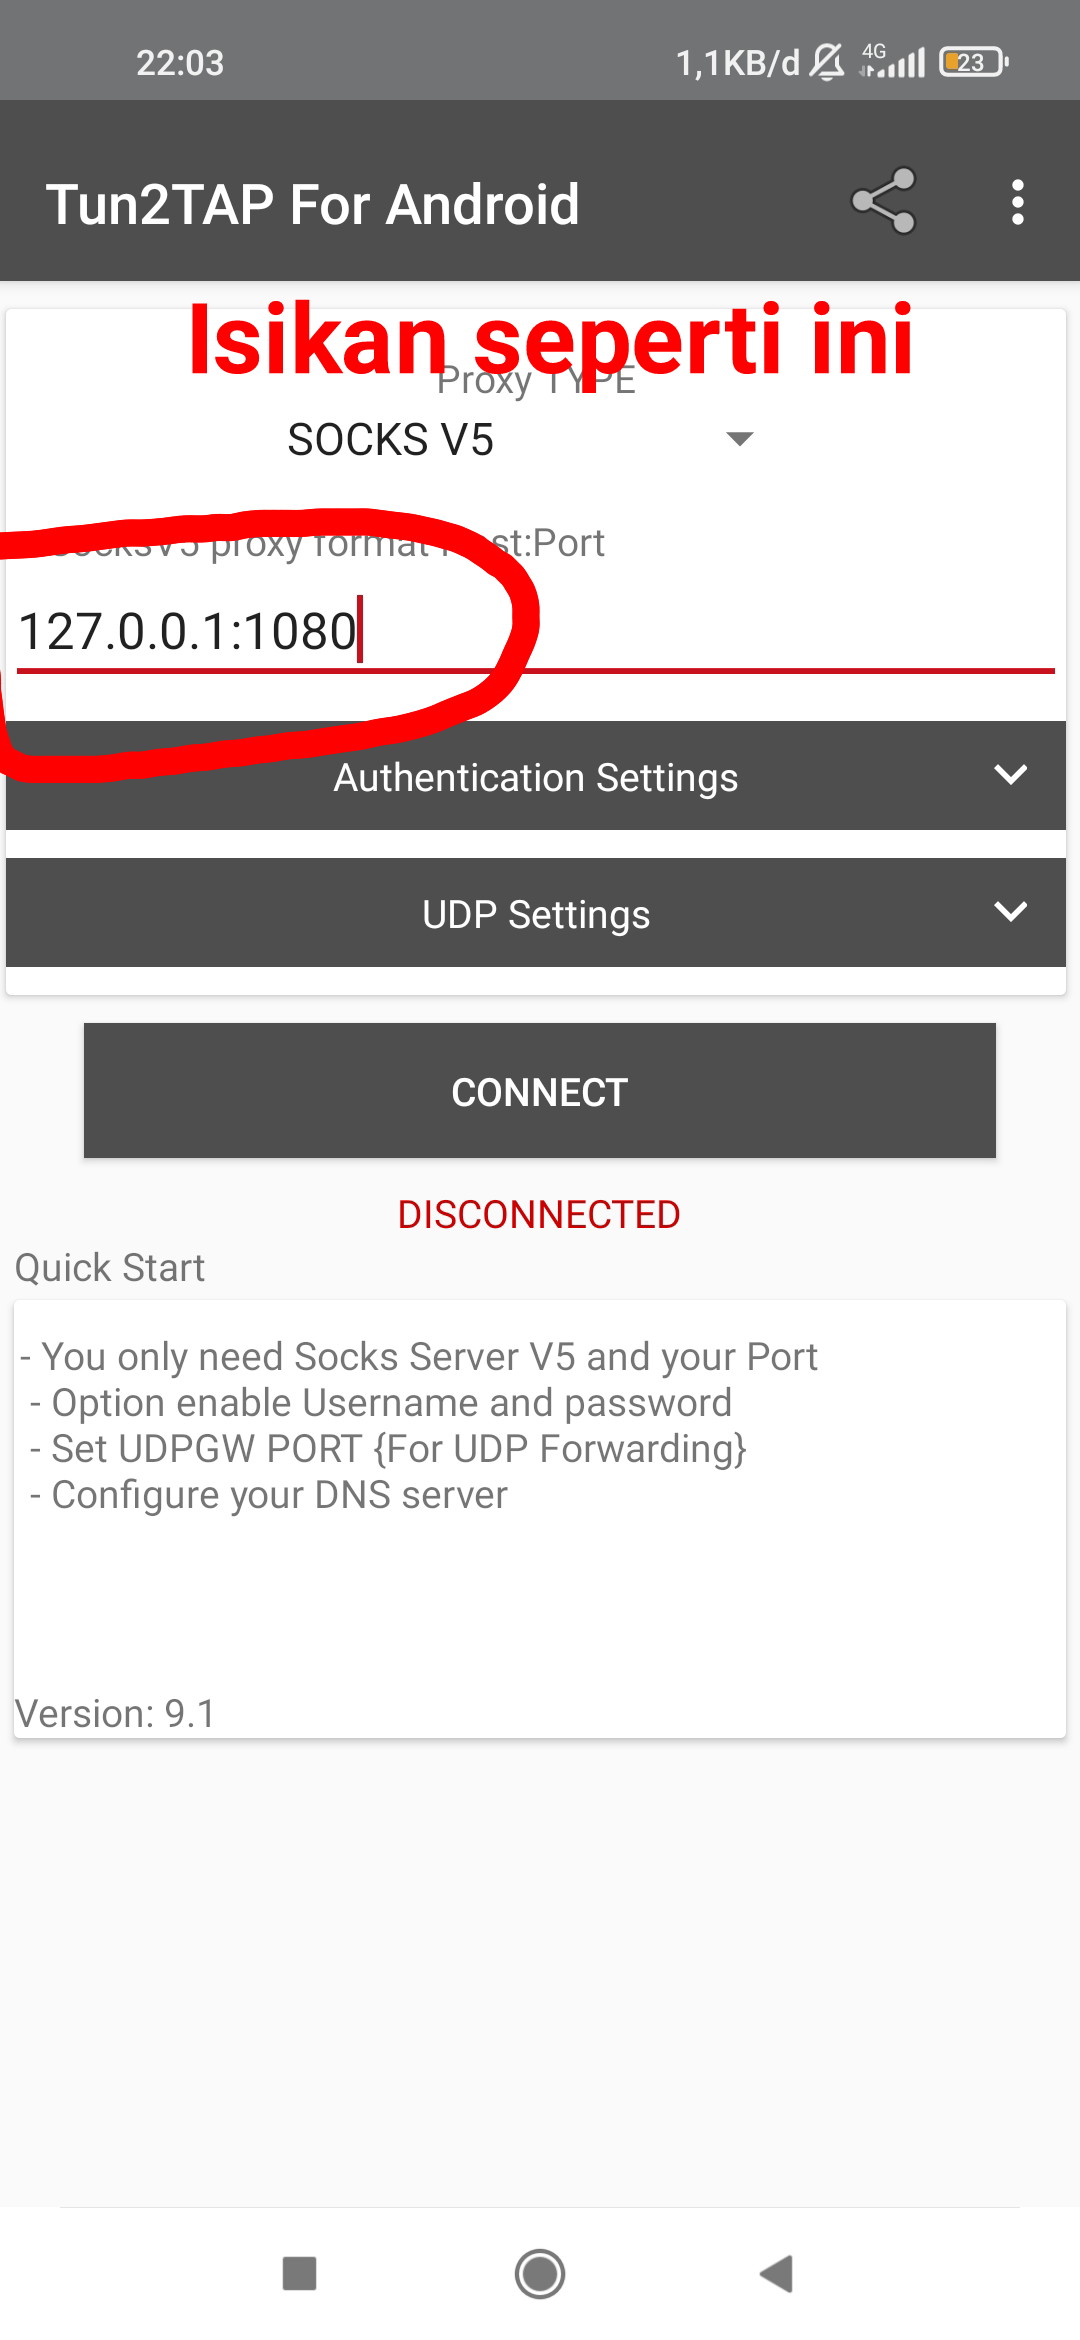 22:03
1,1KB/d
4G
23
Tun2TAP For Android
Isikan seperti ini
Proxy TYPE
SOCKS V5
proxy format st:Port
127.0.0.1:1080
Authentication Settings
UDP Settings
CONNECT
DISCONNECTED
Quick Start
- You only need Socks Server V5 and your Port
- Option enable Username and password
- Set UDPGW PORT {For UDP Forwarding}
- Configure your DNS server
Version: 9.1